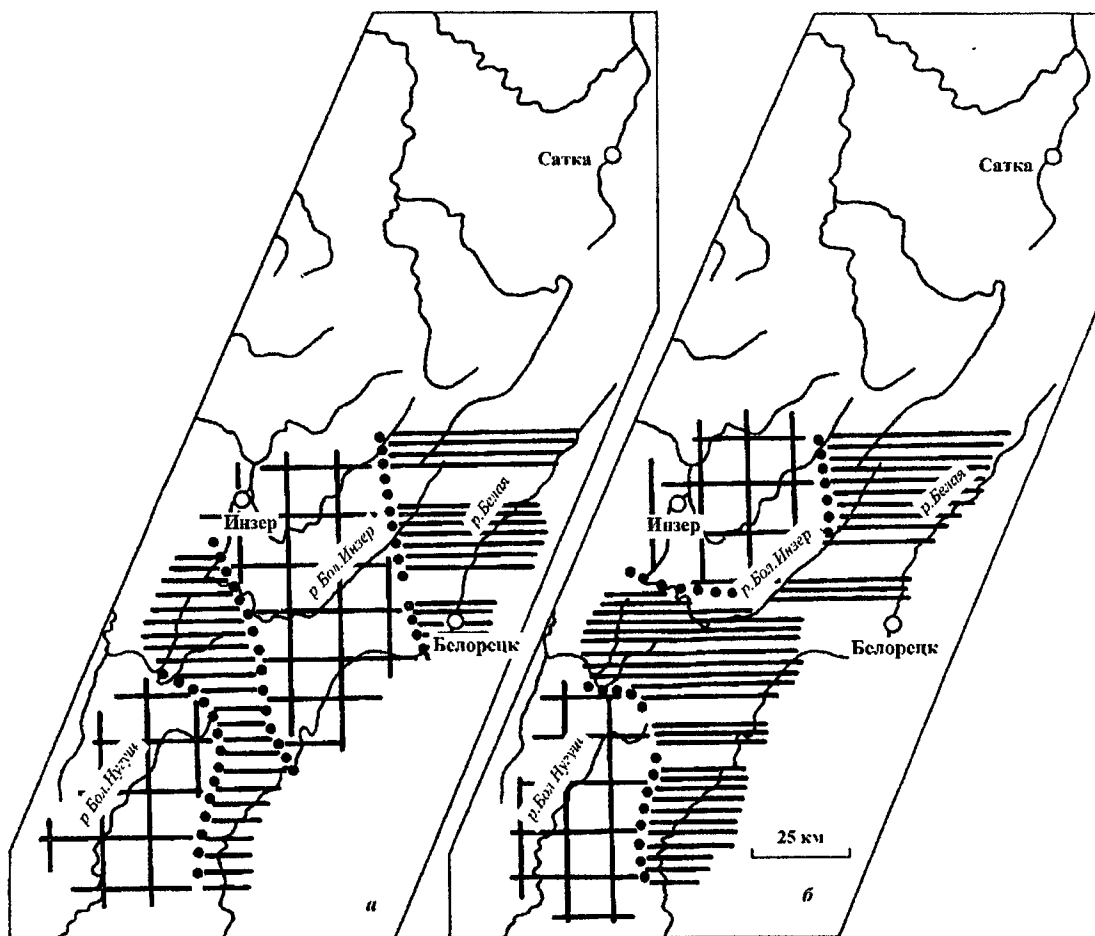 Сатка
Инзер
р.Бол.Инзер
р.Белая
Белорецк
р.Бол.Нугуш
а
Сатка
Инзер
р.Бол.Инзер
р.Белая
Белорецк
р.Бол.Нугуш
25 км
б